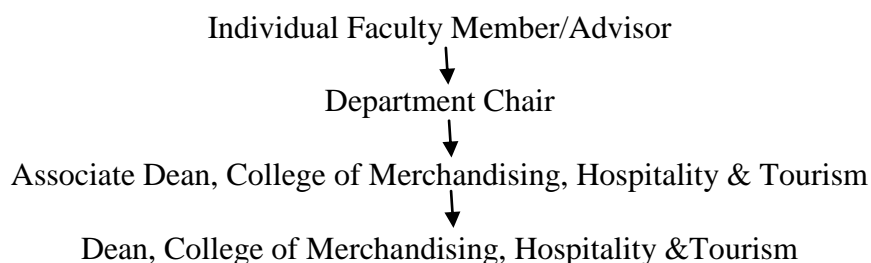 Individual Faculty Member/Advisor
Department Chair
Associate Dean, College of Merchandising, Hospitality & Tourism
Dean, College of Merchandising, Hospitality &Tourism